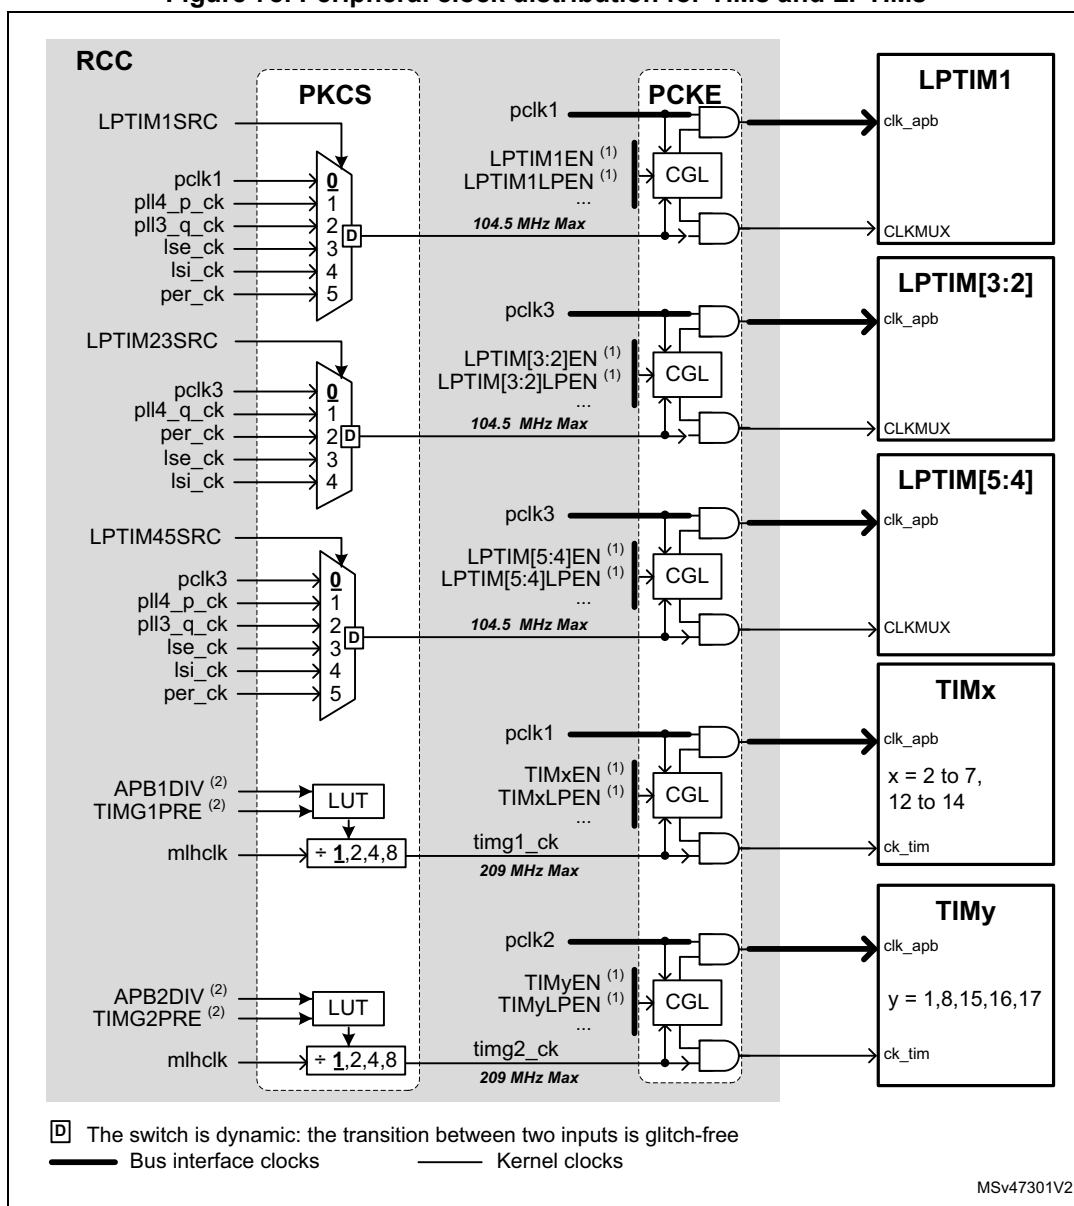 Figure 76. Peripheral clock distribution for TIMs and LPTIMs
RCC
PKCS
PCKE
LPTIM1
LPTIM1SRC
pclk1
pll4_p_ck
pll3_q_ck
lse_ck
lsi_ck
per_ck
0
1
2
3
4
5
D
pclk1
LPTIM1EN (1)
LPTIM1LPEN (1)
...
CGL
104.5 MHz Max
clk_apb
CLKMUX
LPTIM[3:2]
LPTIM23SRC
pclk3
pll4_q_ck
per_ck
lse_ck
lsi_ck
0
1
2
3
4
D
pclk3
LPTIM[3:2]EN (1)
LPTIM[3:2]LPEN (1)
...
CGL
104.5 MHz Max
clk_apb
CLKMUX
LPTIM[5:4]
LPTIM45SRC
pclk3
pll4_p_ck
pll3_q_ck
lse_ck
lsi_ck
per_ck
0
1
2
3
4
5
D
pclk3
LPTIM[5:4]EN (1)
LPTIM[5:4]LPEN (1)
...
CGL
104.5 MHz Max
clk_apb
CLKMUX
TIMx
APB1DIV (2)
TIMG1PRE (2)
LUT
mlhclk
÷ 1,2,4,8
pclk1
TIMxEN (1)
TIMxLPEN (1)
...
CGL
timg1_ck
209 MHz Max
clk_apb
x = 2 to 7,
12 to 14
ck_tim
TIMy
APB2DIV (2)
TIMG2PRE (2)
LUT
mlhclk
÷ 1,2,4,8
pclk2
TIMyEN (1)
TIMyLPEN (1)
...
CGL
timg2_ck
209 MHz Max
clk_apb
y = 1,8,15,16,17
ck_tim
D The switch is dynamic: the transition between two inputs is glitch-free
Bus interface clocks
Kernel clocks
MSv47301V2